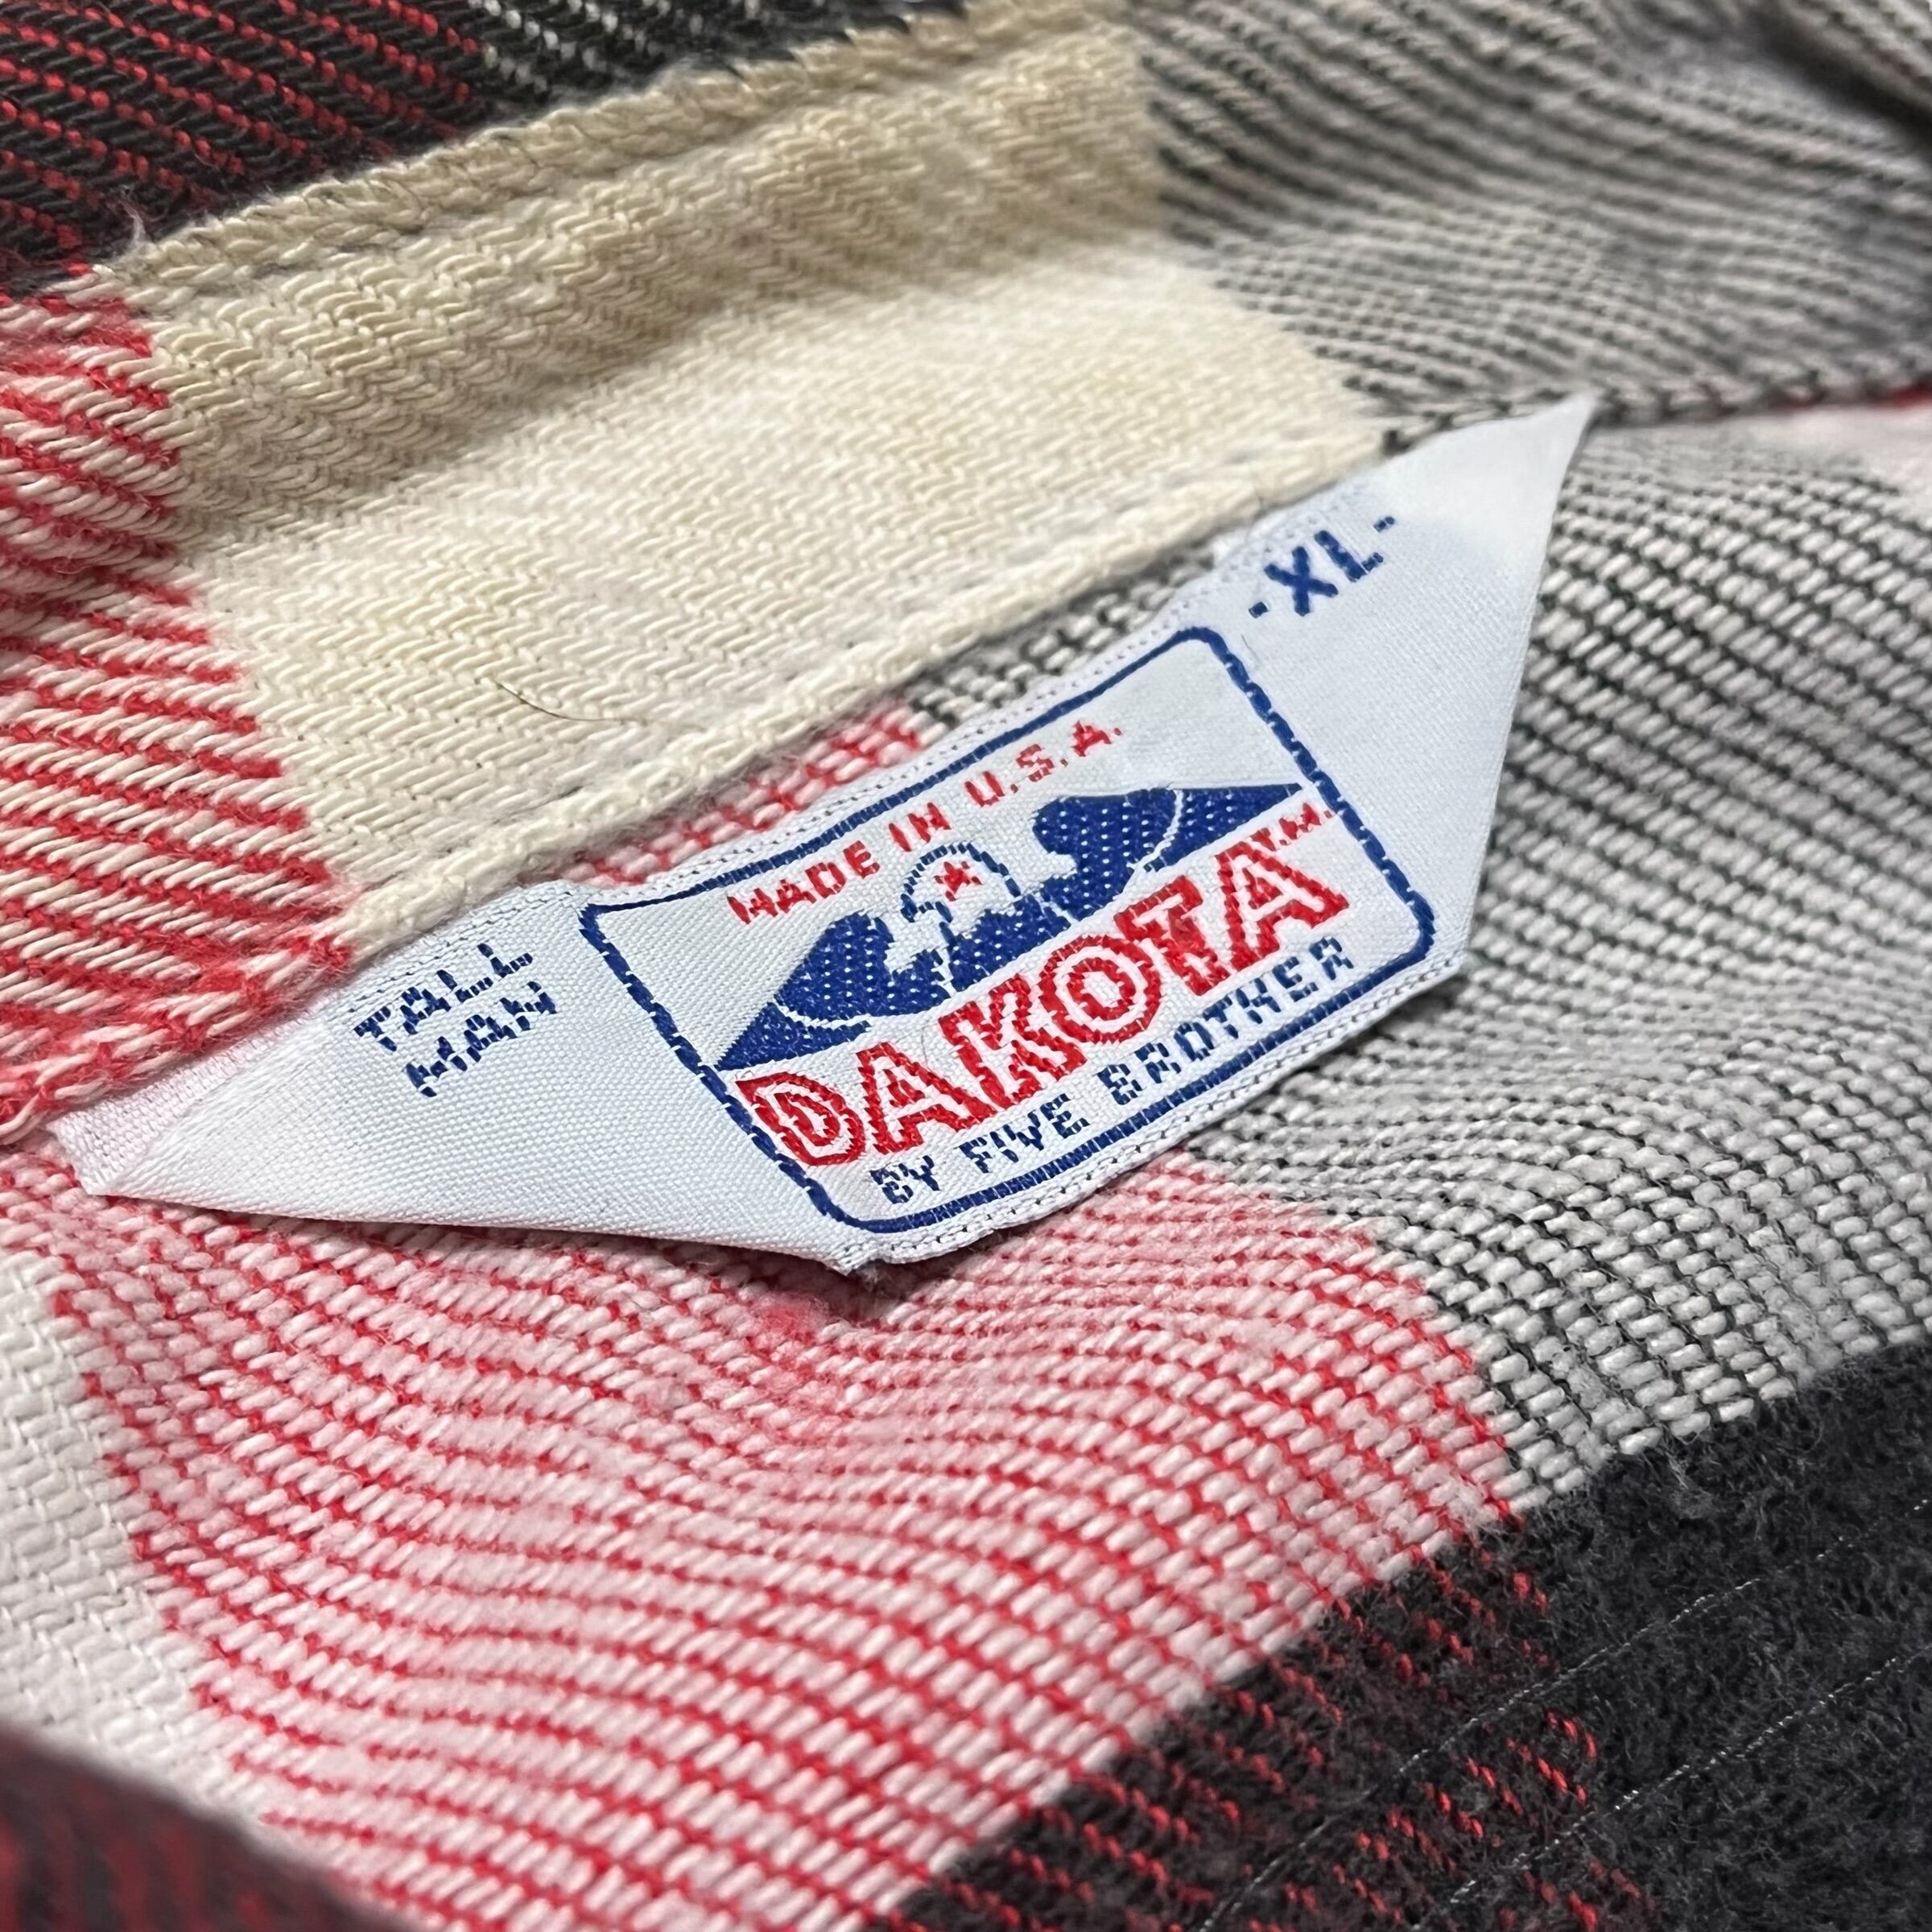 TALL
MAN
MADE IN U.S.A.
DAKOTA T.M.
BY FIVE BROTHER
-XL-